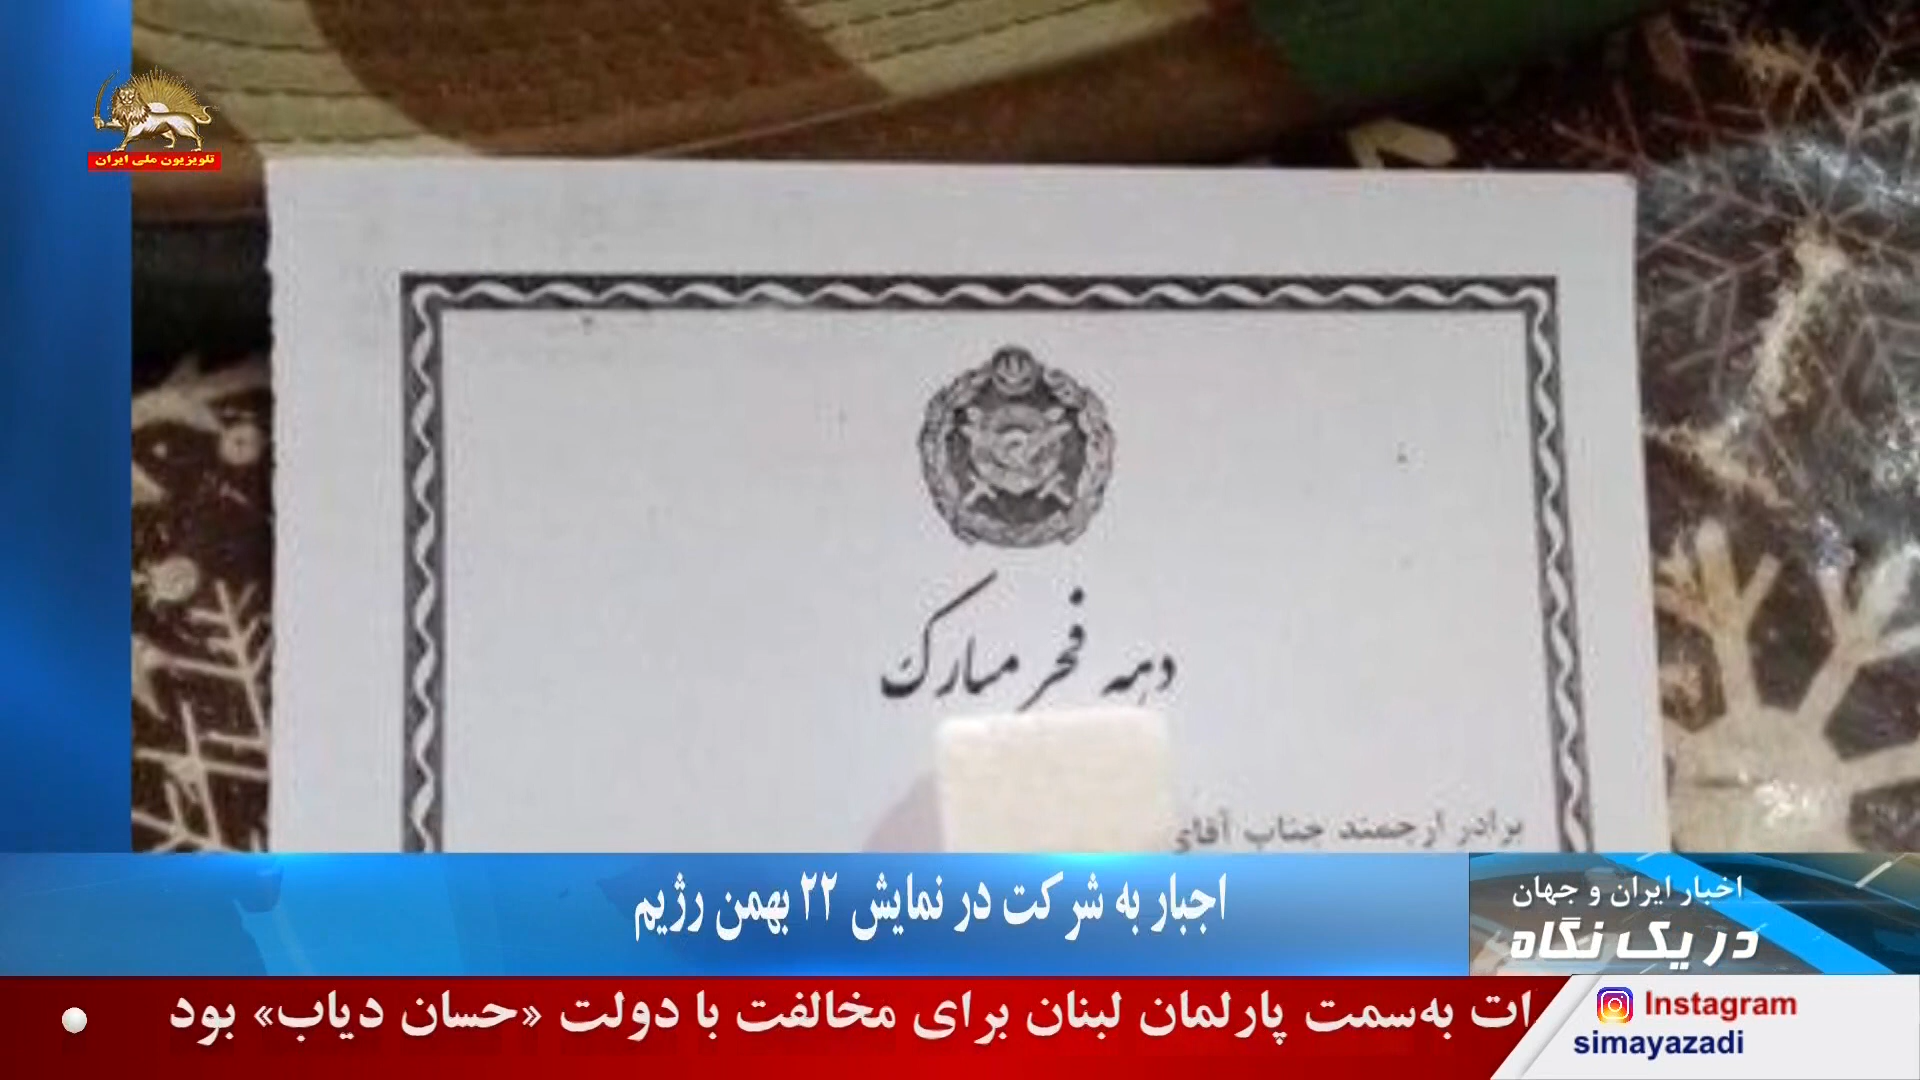 تلویزیون ملی ایران
دهه فجر مبارک
برادر ارجمند جناب آقای
اجبار به شرکت در نمایش ۲۲ بهمن رژیم
اخبار ایران و جهان
در یک نگاه
به‌سمت پارلمان لبنان برای مخالفت با دولت «حسان دیاب» بود
Instagram
simayazadi